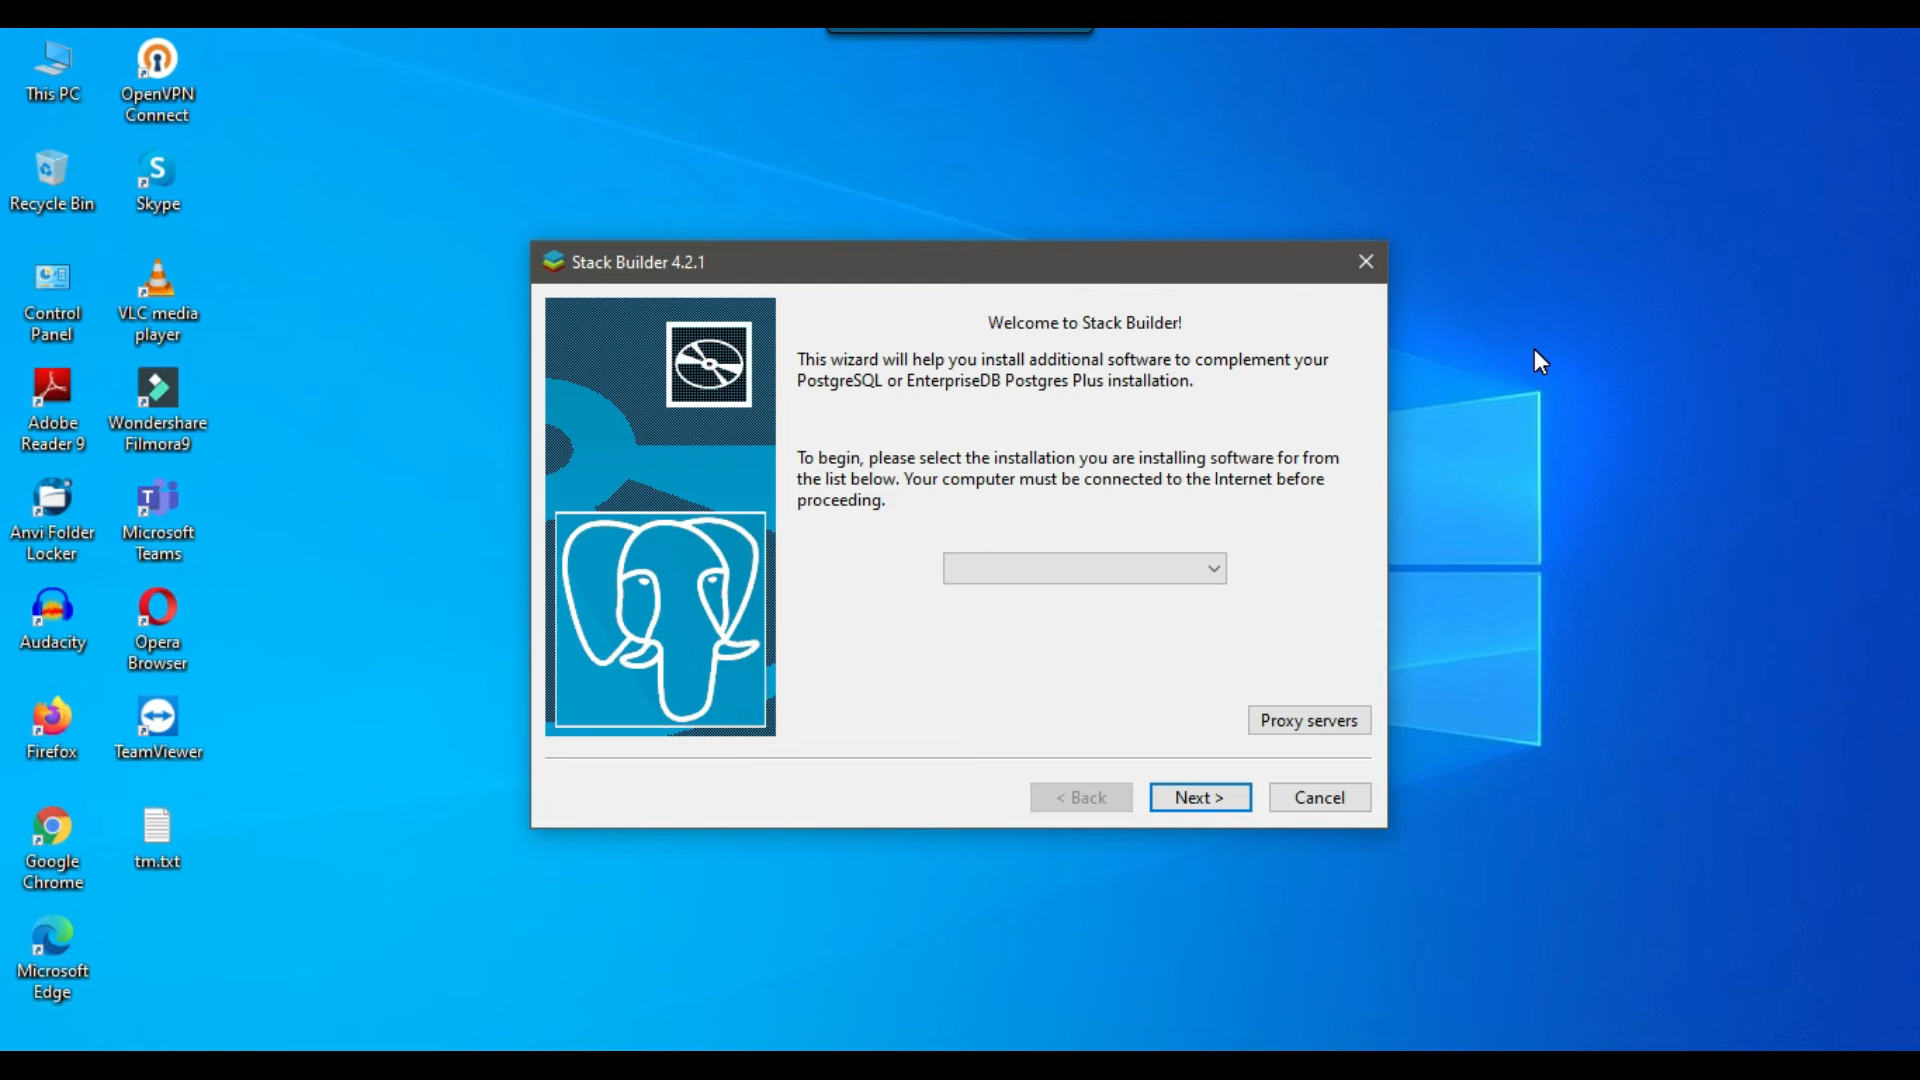 This PC
OpenVPN
Connect
Recycle Bin
Skype
Control
Panel
VLC media
player
Adobe
Reader 9
Wondershare
Filmora9
Anvi Folder
Locker
Microsoft
Teams
Audacity
Opera
Browser
Firefox
TeamViewer
Google
Chrome
tm.txt
Microsoft
Edge
Stack Builder 4.2.1
Welcome to Stack Builder!
This wizard will help you install additional software to complement your
PostgreSQL or EnterpriseDB Postgres Plus installation.
To begin, please select the installation you are installing software for from
the list below. Your computer must be connected to the Internet before
proceeding.
Proxy servers
< Back
Next >
Cancel